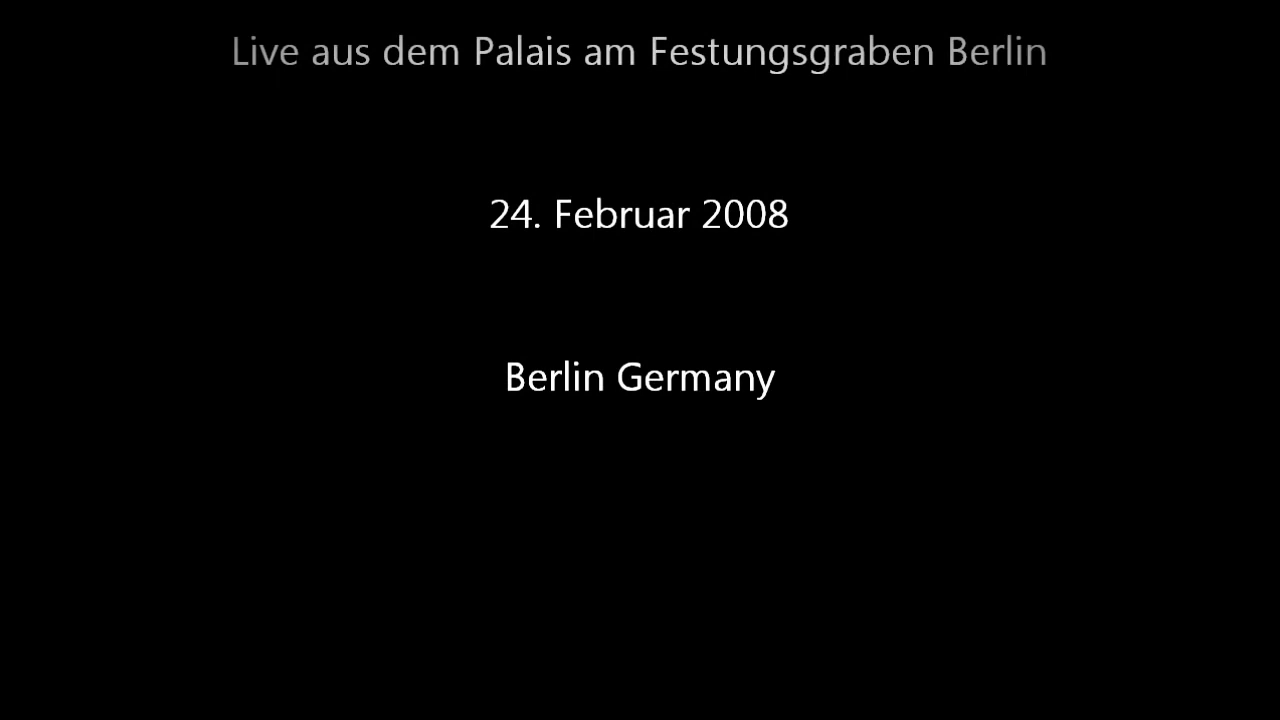 Live aus dem Palais am Festungsgraben Berlin
24. Februar 2008
Berlin Germany